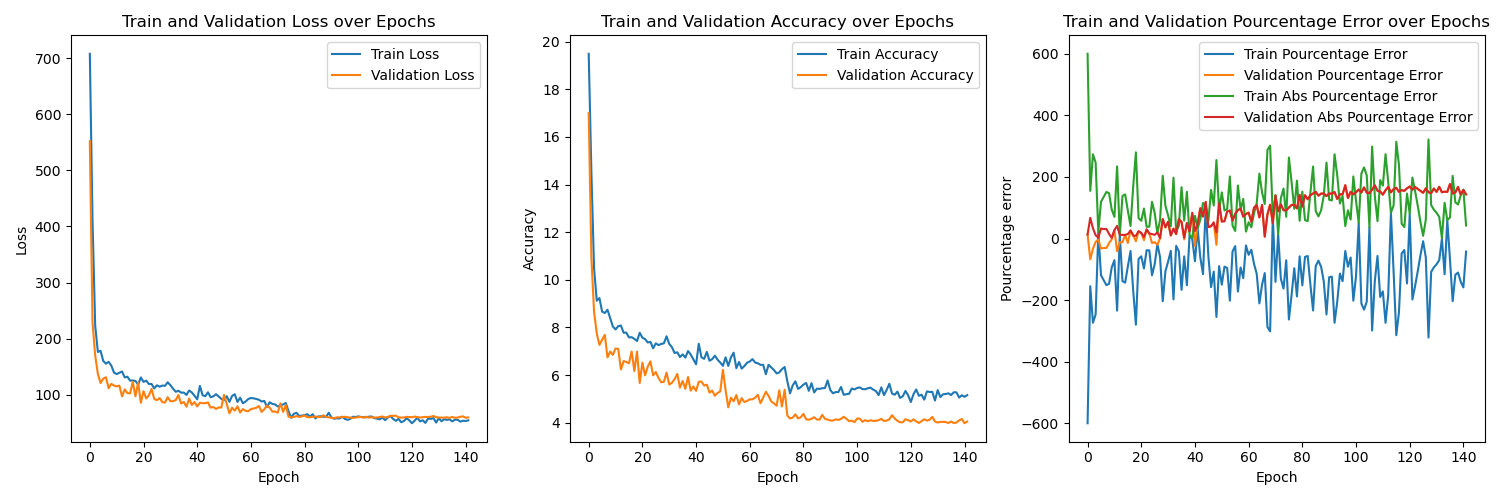 Train and Validation Loss over Epochs
Train Loss
Validation Loss
Loss
700
600
500
400
300
200
100
0 20 40 60 80 100 120 140
Epoch
Train and Validation Accuracy over Epochs
Train Accuracy
Validation Accuracy
Accuracy
20
18
16
14
12
10
8
6
4
0 20 40 60 80 100 120 140
Epoch
Train and Validation Pourcentage Error over Epochs
Train Pourcentage Error
Validation Pourcentage Error
Train Abs Pourcentage Error
Validation Abs Pourcentage Error
Pourcentage error
600
400
200
0
−200
−400
−600
0 20 40 60 80 100 120 140
Epoch